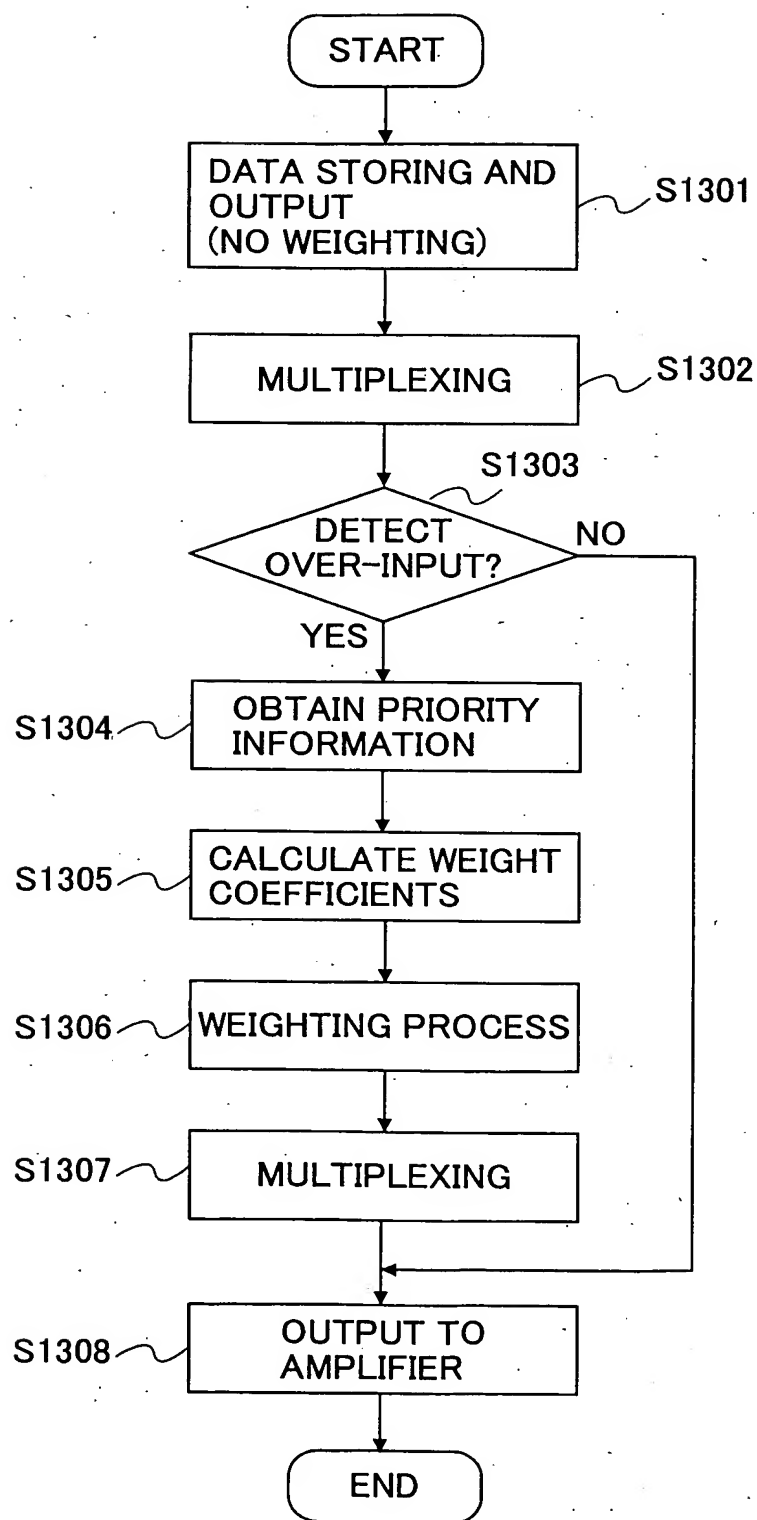 START
DATA STORING AND
OUTPUT
(NO WEIGHTING)
S1301
MULTIPLEXING
S1302
S1303
DETECT
OVER-INPUT?
NO
YES
S1304
OBTAIN PRIORITY
INFORMATION
S1305
CALCULATE WEIGHT
COEFFICIENTS
S1306
WEIGHTING PROCESS
S1307
MULTIPLEXING
S1308
OUTPUT TO
AMPLIFIER
END